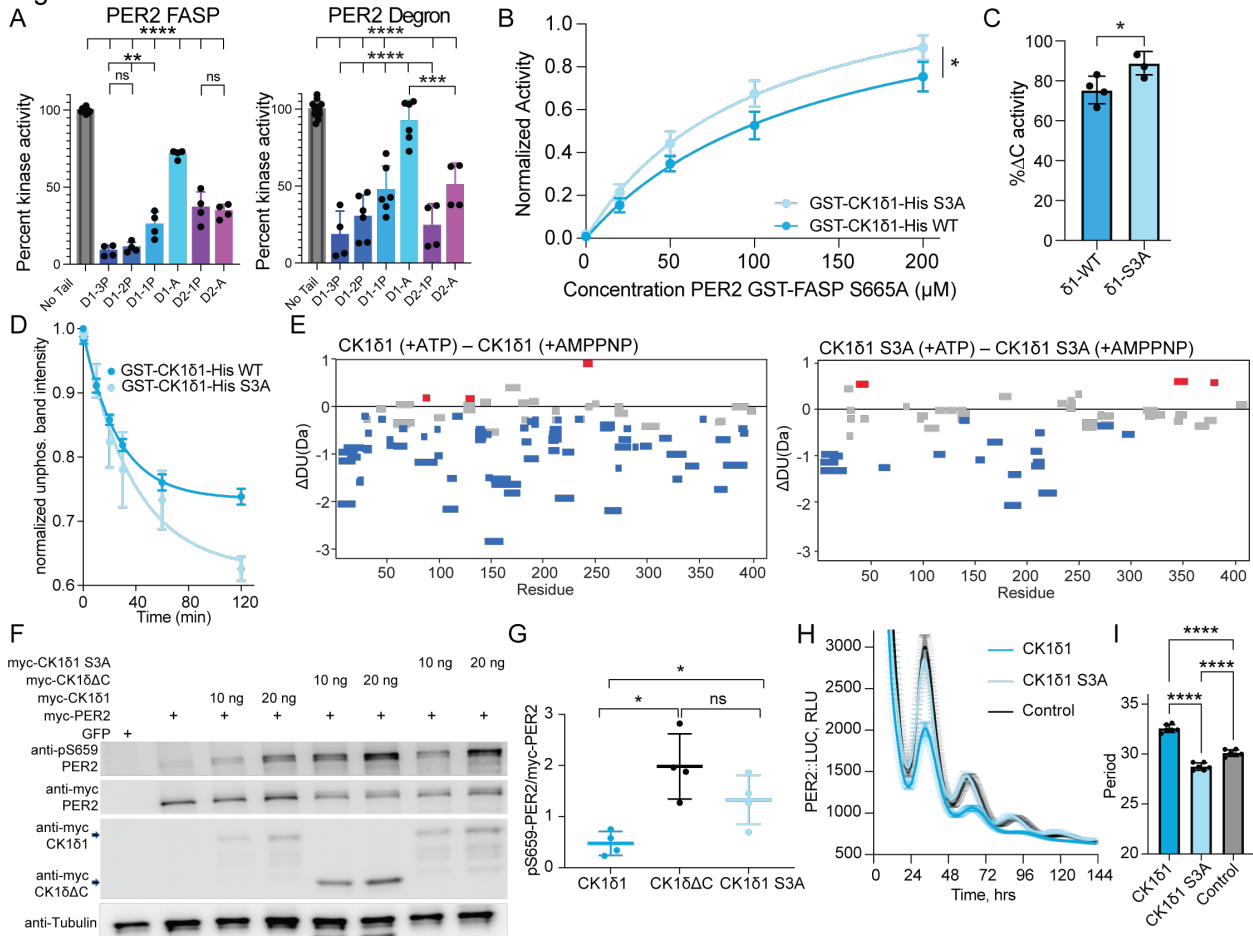 A
PER2 FASP
****
**
ns
ns
Percent kinase activity
100
50
0
No Tail
D1-3P
D1-2P
D1-1P
D1-A
D2-1P
D2-A
PER2 Degron
****
****
***
Percent kinase activity
100
50
0
No Tail
D1-3P
D1-2P
D1-1P
D1-A
D2-1P
D2-A
B
Normalized Activity
1.0
0.8
0.6
0.4
0.2
0.0
*
GST-CK1δ1-His S3A
GST-CK1δ1-His WT
0
50
100
150
200
Concentration PER2 GST-FASP S665A (µM)
C
*
%ΔC activity
100
80
60
40
20
0
δ1-WT
δ1-S3A
D
normalized unphos. band intensity
1.0
0.9
0.8
0.7
0.6
GST-CK1δ1-His WT
GST-CK1δ1-His S3A
0
40
80
120
Time (min)
E
CK1δ1 (+ATP) – CK1δ1 (+AMPPNP)
ΔDU(Da)
1
0
-1
-2
-3
50
100
150
200
250
300
350
400
Residue
CK1δ1 S3A (+ATP) – CK1δ1 S3A (+AMPPNP)
ΔDU(Da)
1
0
-1
-2
-3
50
100
150
200
250
300
350
400
Residue
F
myc-CK1δ1 S3A 10 ng 20 ng
myc-CK1δΔC 10 ng 20 ng
myc-CK1δ1 10 ng 20 ng
myc-PER2 + + + + + + +
GFP +
anti-pS659
PER2
anti-myc
PER2
anti-myc
CK1δ1
anti-myc
CK1δΔC
anti-Tubulin
G
*
*
ns
pS659-PER2/myc-PER2
3
2
1
0
CK1δ1
CK1δΔC
CK1δ1 S3A
H
PER2::LUC, RLU
3000
2500
2000
1500
1000
500
CK1δ1
CK1δ1 S3A
Control
0
24
48
72
96
120
144
Time, hrs
I
****
****
****
Period
35
30
25
20
CK1δ1
CK1δ1 S3A
Control